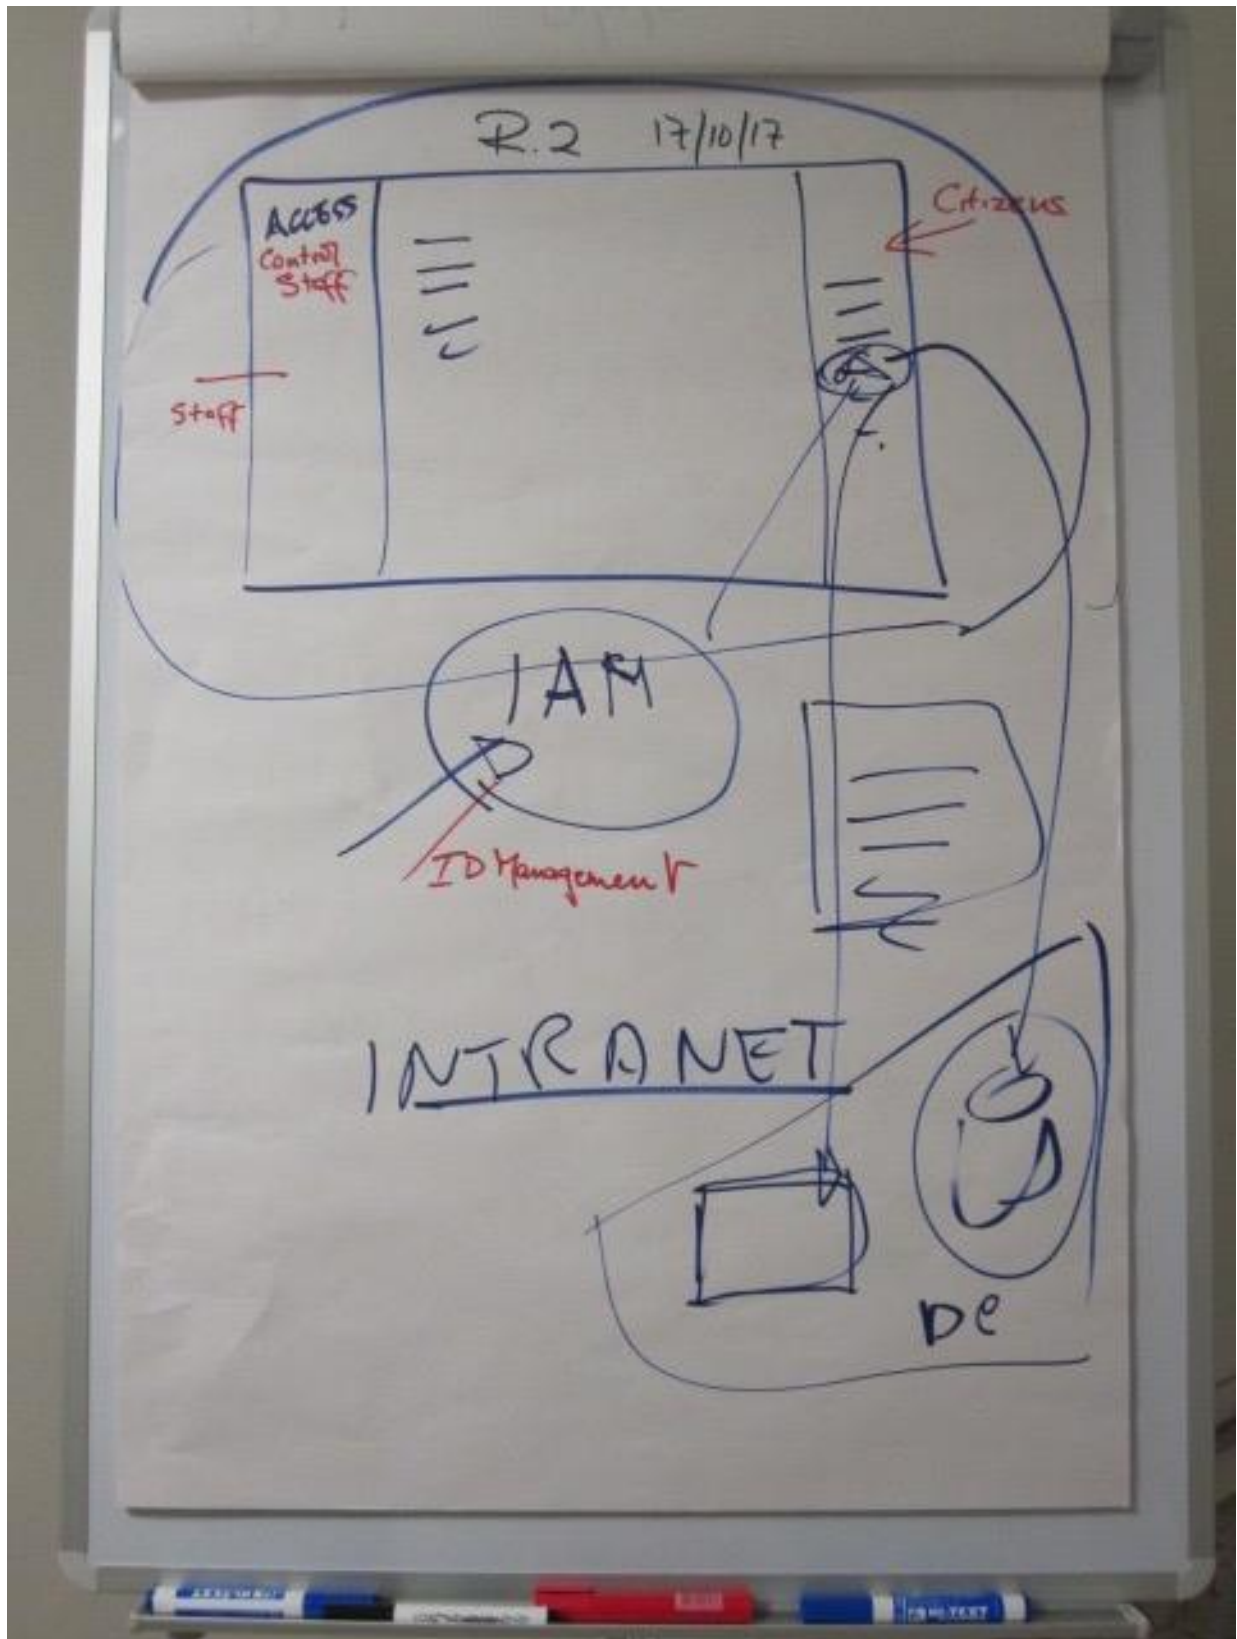 R.2 17/10/17
Citizens
ACCESS
Control
Staff
Staff
IAM
ID Management
INTRANET
DC